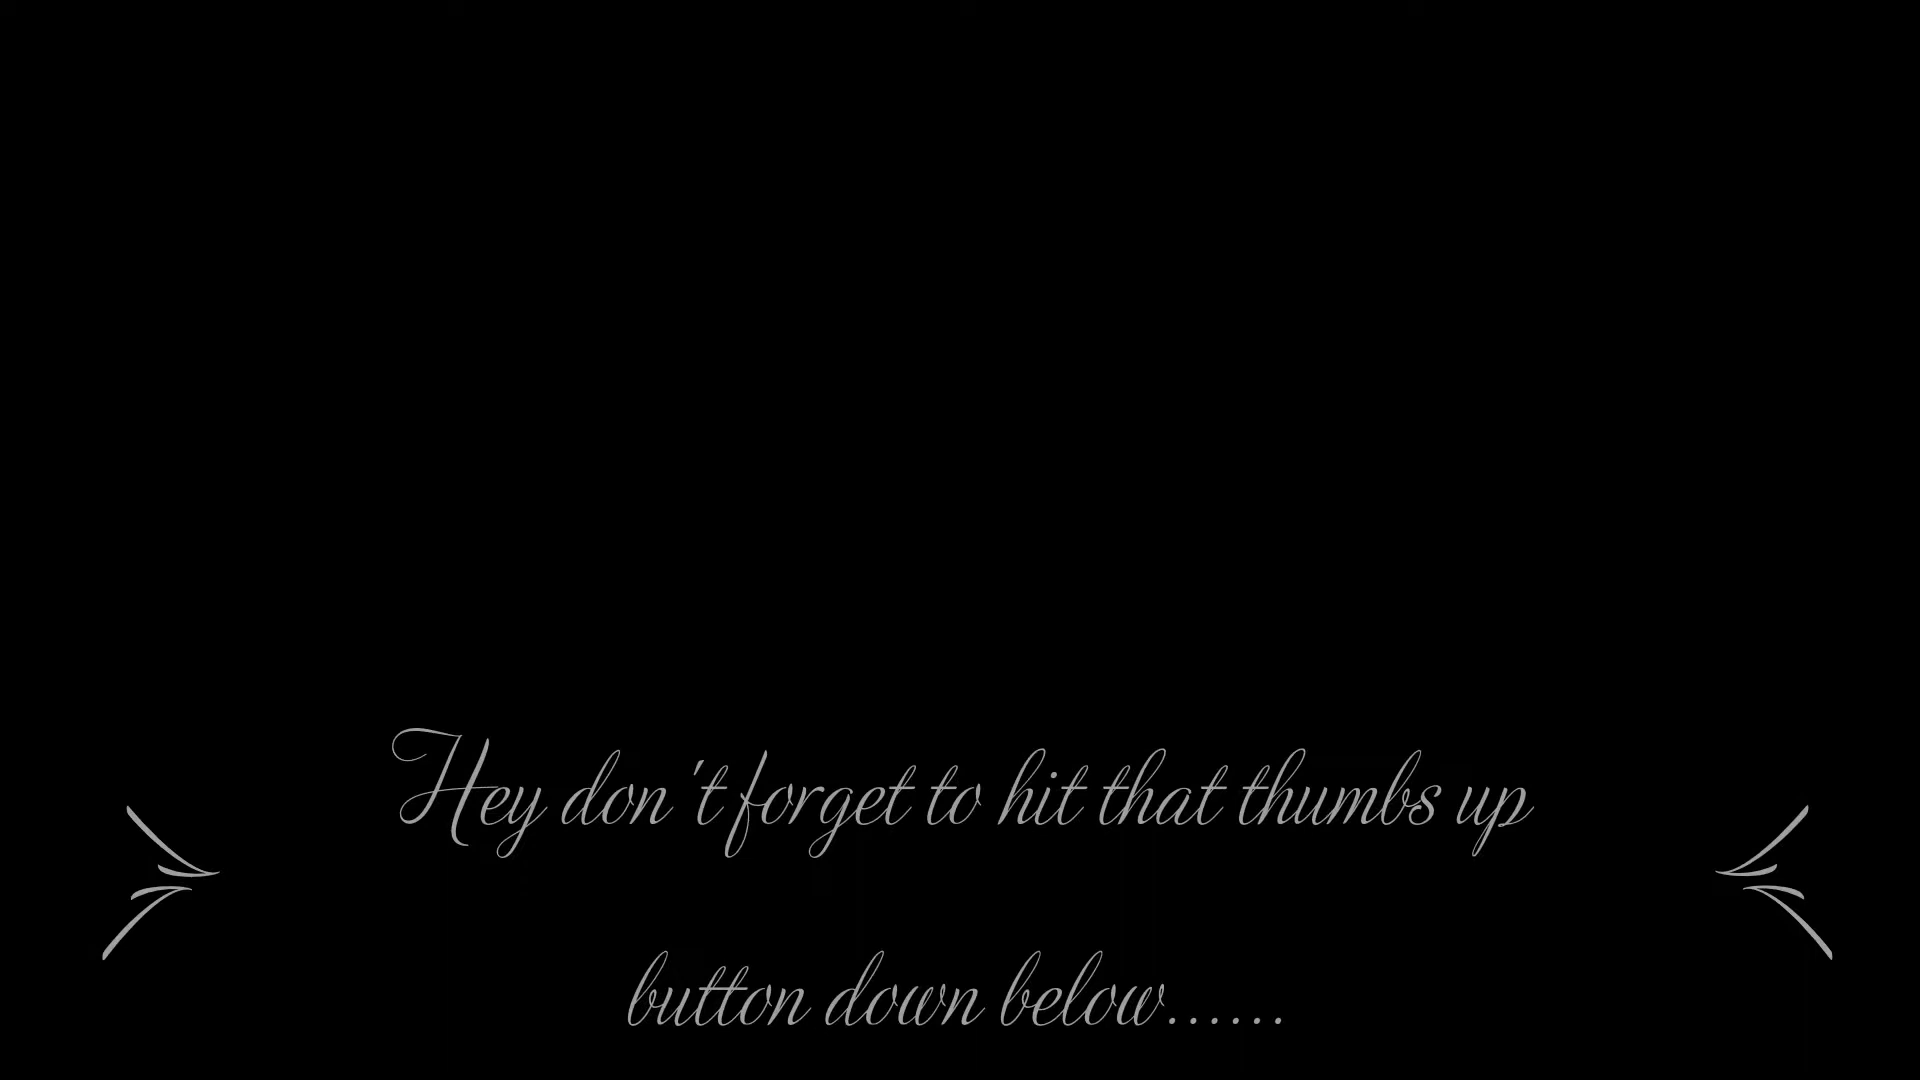 Hey don't forget to hit that thumbs up
button down below......